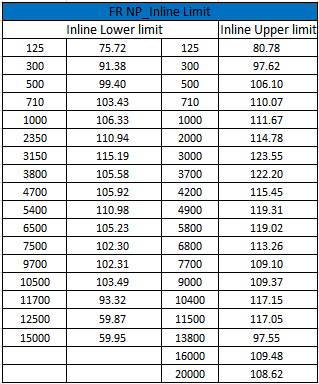 FR NP_Inline Limit
Inline Lower limit Inline Upper limit
125 75.72 125 80.78
300 91.38 300 97.62
500 99.40 500 106.10
710 103.43 710 110.07
1000 106.33 1000 111.67
2350 110.94 2000 114.78
3150 115.19 3000 123.55
3800 105.58 3700 122.20
4700 105.92 4200 115.45
5400 110.98 4900 119.31
6500 105.23 5800 119.02
7500 102.30 6800 113.26
9700 102.31 7700 109.10
10500 103.49 9000 109.37
11700 93.32 10400 117.15
12500 59.87 11500 117.05
15000 59.95 13800 97.55
16000 109.48
20000 108.62